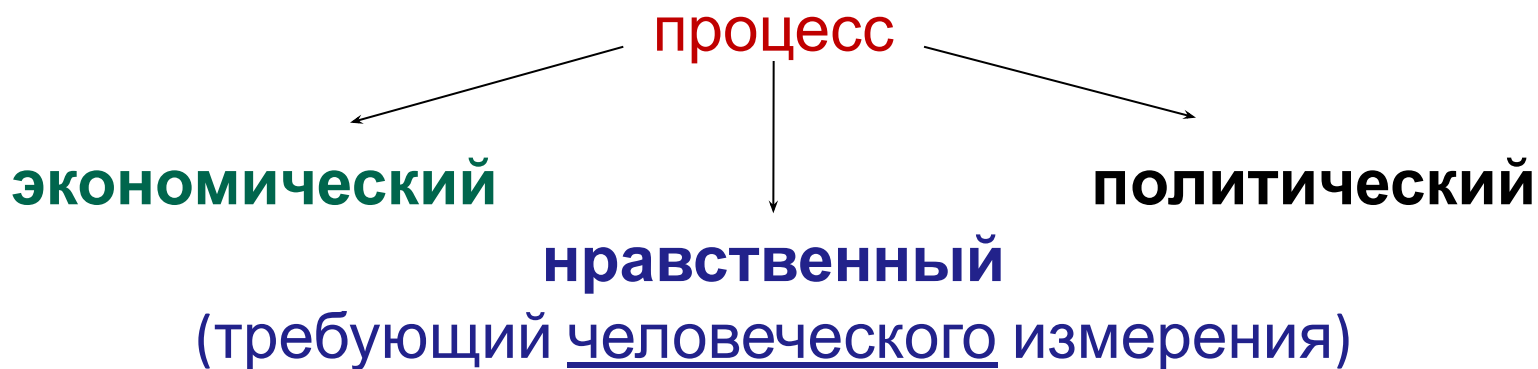 процесс
экономический
политический
нравственный
(требующий человеческого измерения)